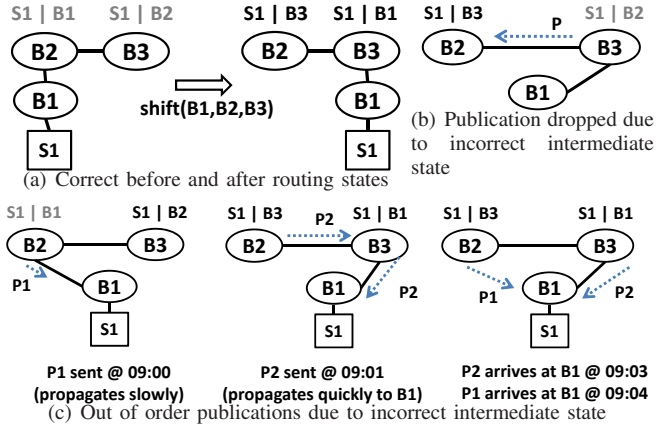 S1 | B1 S1 | B2
B2 B3
B1
S1
shift(B1,B2,B3)
S1 | B3 S1 | B1
B2 B3
B1
S1
(a) Correct before and after routing states
S1 | B3 P S1 | B2
B2 B3
B1
(b) Publication dropped due
to incorrect intermediate
state
S1 | B1 S1 | B2
B2 B3
P1 B1
S1
P1 sent @ 09:00
(propagates slowly)
S1 | B3 P2 S1 | B1
B2 B3
B1 P2
S1
P2 sent @ 09:01
(propagates quickly to B1)
S1 | B3 S1 | B1
B2 B3
P1 B1 P2
S1
P2 arrives at B1 @ 09:03
P1 arrives at B1 @ 09:04
(c) Out of order publications due to incorrect intermediate state